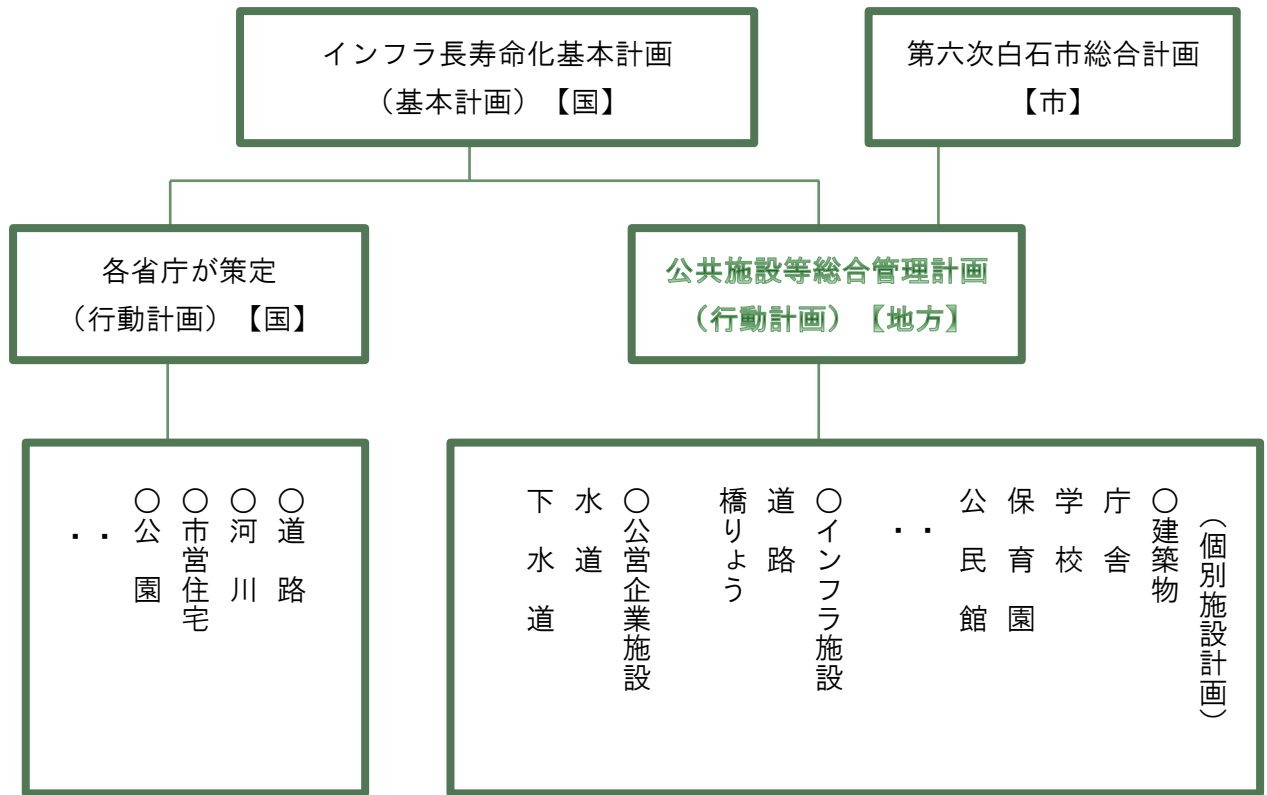 インフラ長寿命化基本計画
（基本計画）【国】
第六次白石市総合計画
【市】
各省庁が策定
（行動計画）【国】
公共施設等総合管理計画
（行動計画）【地方】
○道　路
○河　川
○市営住宅
○公　園
・・
（個別施設計画）
○建築物
庁　舎
学　校
保　育　園
公　民　館
・・
○インフラ施設
道　路
橋りょう
○公営企業施設
水　道
下　水　道